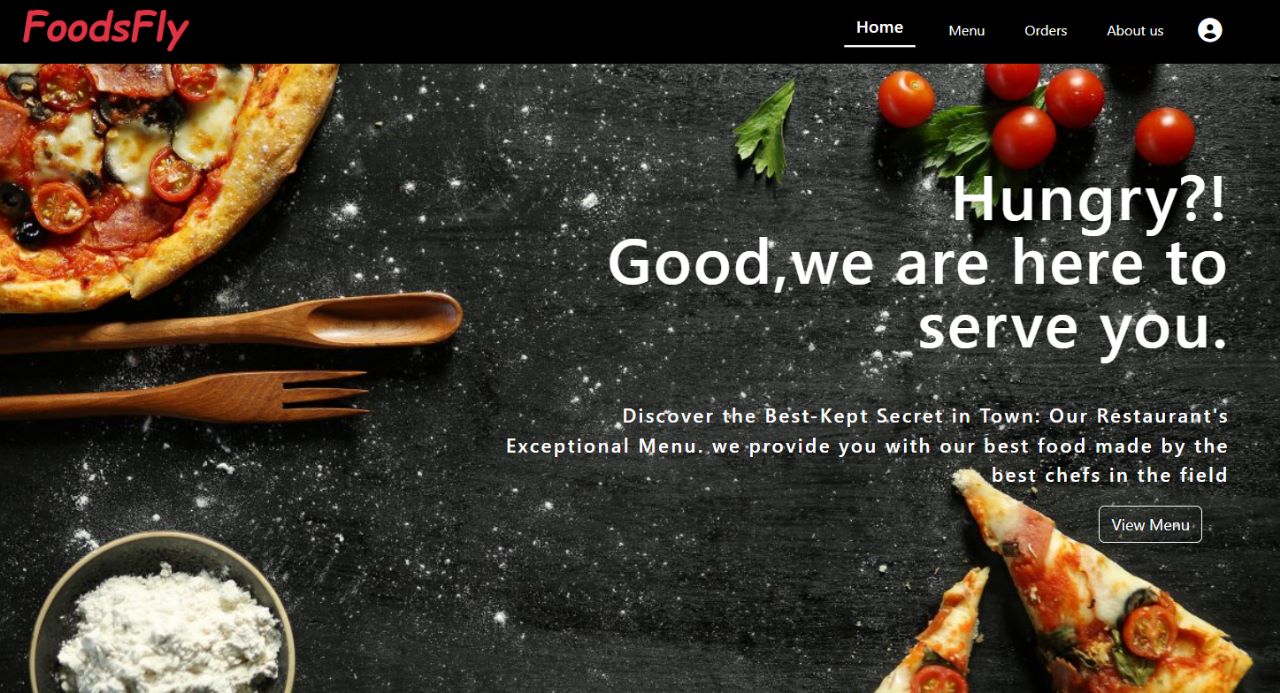 FoodsFly
Home
Menu
Orders
About us
Hungry?!
Good,we are here to
serve you.
Discover the Best-Kept Secret in Town: Our Restaurant's
Exceptional Menu. we provide you with our best food made by the
best chefs in the field
View Menu